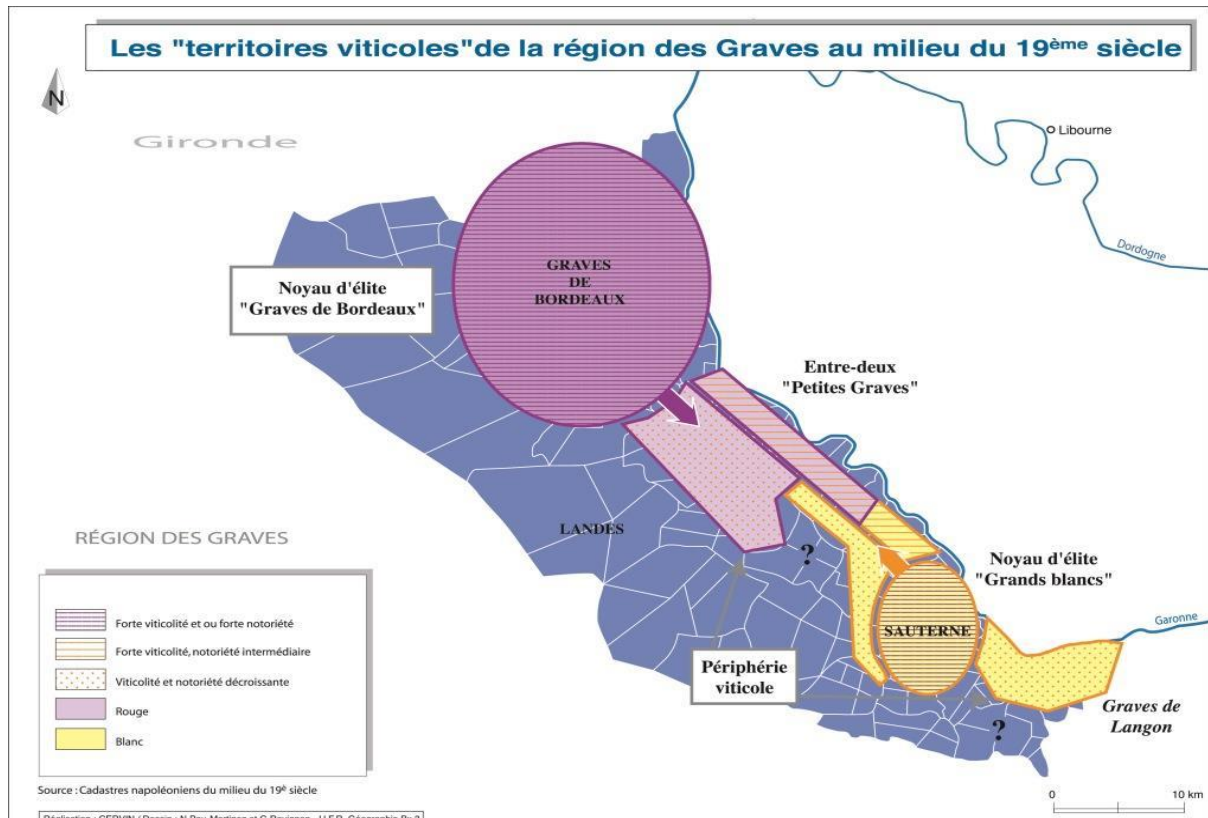 Les "territoires viticoles"de la région des Graves au milieu du 19ème siècle
N
Gironde
Libourne
Dordogne
GRAVES
DE
BORDEAUX
Noyau d'élite
"Graves de Bordeaux"
Entre-deux
"Petites Graves"
LANDES
?
Noyau d'élite
"Grands blancs"
SAUTERNE
Garonne
Périphérie
viticole
Graves de
Langon
?
RÉGION DES GRAVES
Forte viticolité et ou forte notoriété
Forte viticolité, notoriété intermédiaire
Viticolité et notoriété décroissante
Rouge
Blanc
Source : Cadastres napoléoniens du milieu du 19è siècle
0 10 km